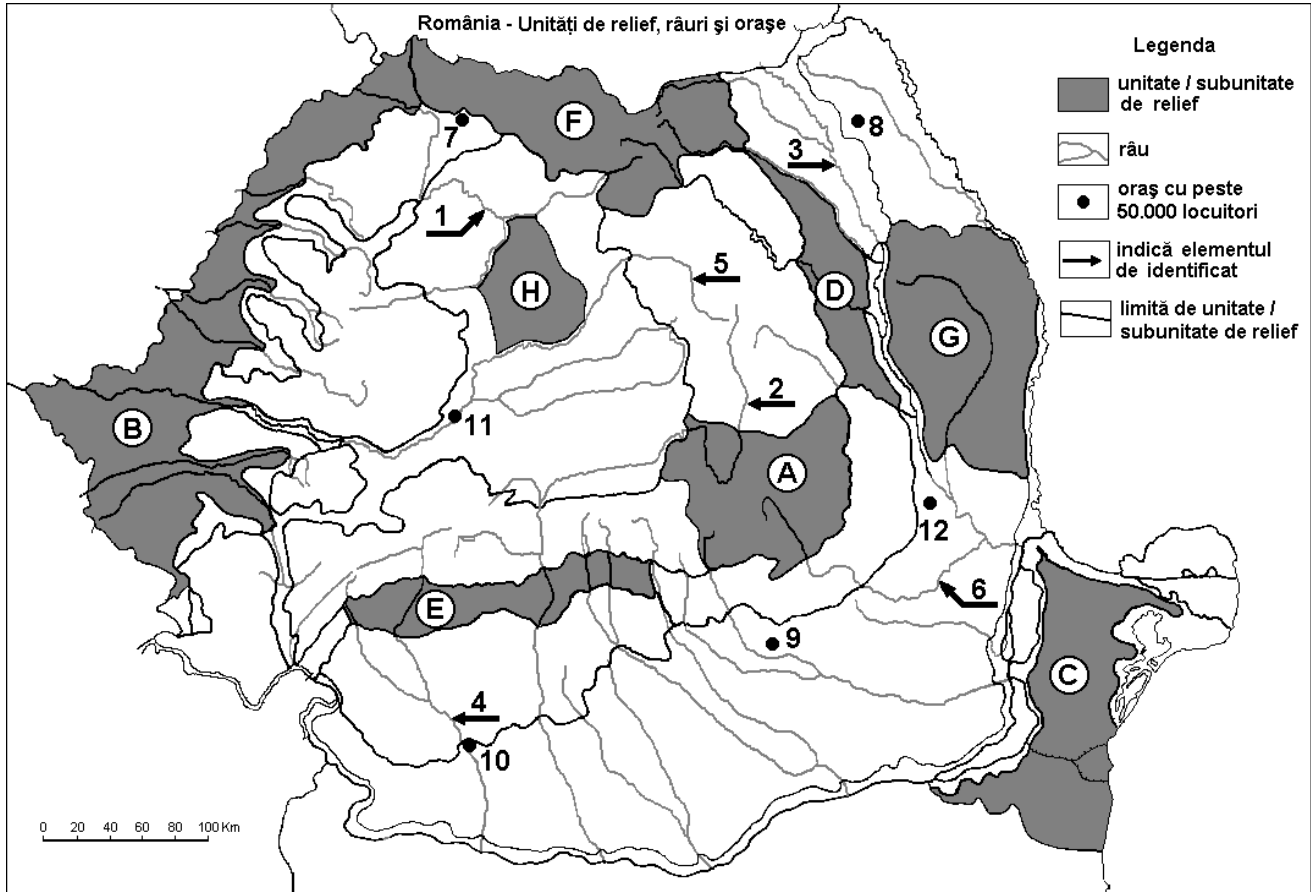 România - Unităţi de relief, râuri şi oraşe
Legenda
unitate / subunitate
de relief
râu
oraş cu peste
50.000 locuitori
indică elementul
de identificat
limită de unitate /
subunitate de relief
F
7
8
3
1
5
H
D
G
B
11
2
A
12
E
6
9
C
4
10
0 20 40 60 80 100 Km